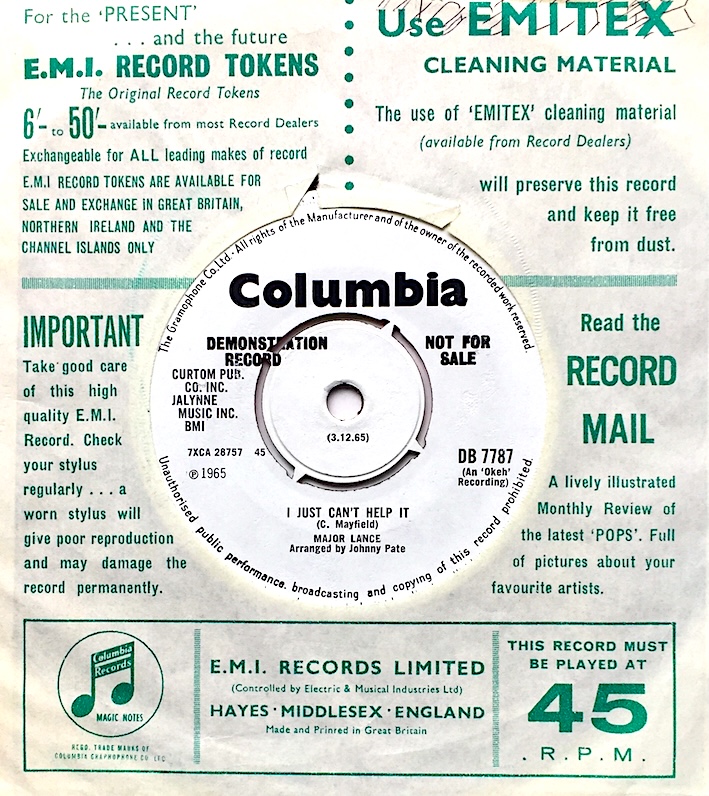 For the ‘PRESENT’
. . . and the future
E.M.I. RECORD TOKENS
The Original Record Tokens
6/- to 50/- available from most Record Dealers
Exchangeable for ALL leading makes of record
E.M.I RECORD TOKENS ARE AVAILABLE FOR
SALE AND EXCHANGE IN GREAT BRITAIN,
NORTHERN IRELAND AND THE
CHANNEL ISLANDS ONLY
Use EMITEX
CLEANING MATERIAL
The use of ‘EMITEX’ cleaning material
(available from Record Dealers)
will preserve this record
and keep it free
from dust.
IMPORTANT
Take good care
of this high
quality E.M.I.
Record. Check
your stylus
regularly . . . a
worn stylus will
give poor reproduction
and may damage the
record permanently.
The Gramophone Co. Ltd · All rights of the Manufacturer and of the owner of the recorded work reserved.
Columbia
DEMONSTRATION
RECORD
NOT FOR
SALE
CURTOM PUB.
CO. INC.
JALYNNE
MUSIC INC.
BMI
(3.12.65)
7XCA 28757 45
℗ 1965
DB 7787
(An ‘Okeh’
Recording)
I JUST CAN'T HELP IT
(C. Mayfield)
MAJOR LANCE
Arranged by Johnny Pate
Unauthorised public performance, broadcasting and copying of this record prohibited.
Read the
RECORD
MAIL
A lively illustrated
Monthly Review of
the latest ‘POPS’. Full
of pictures about your
favourite artists.
Columbia
Records
MAGIC NOTES
REGD. TRADE MARKS OF
COLUMBIA GRAPHOPHONE CO LTD
E.M.I. RECORDS LIMITED
(Controlled by Electric & Musical Industries Ltd)
HAYES · MIDDLESEX · ENGLAND
Made and Prinred in Great Britain
THIS RECORD MUST
BE PLAYED AT
45
. R . P . M .